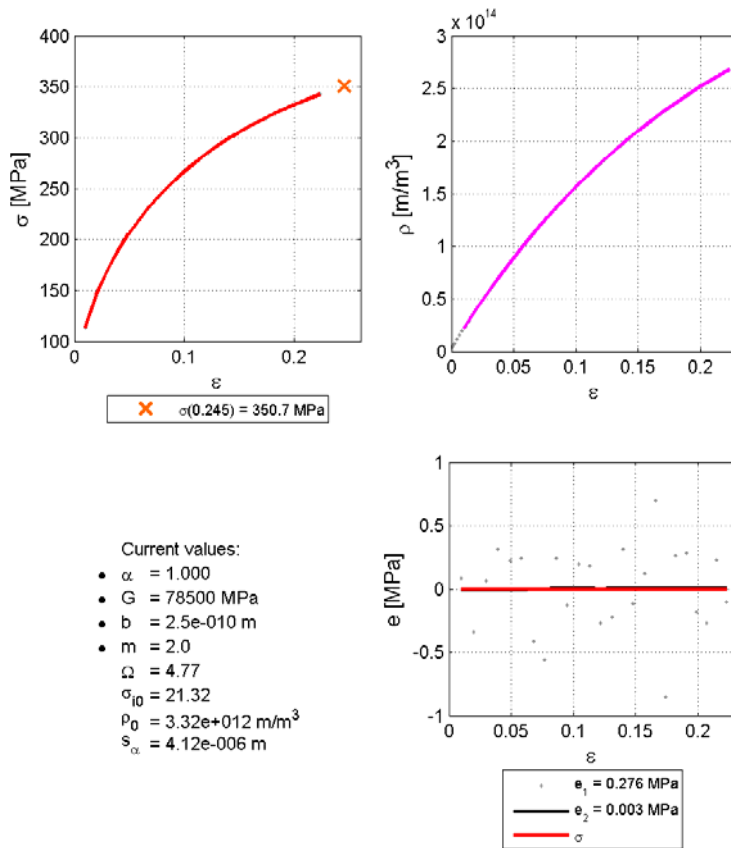 400
350
300
250
200
150
100
0
0.1
0.2
σ [MPa]
ε
σ(0.245) = 350.7 MPa
x 10^14
3
2.5
2
1.5
1
0.5
0
0
0.05
0.1
0.15
0.2
ρ [m/m³]
ε
Current values:
• α = 1.000
• G = 78500 MPa
• b = 2.5e-010 m
• m = 2.0
Ω = 4.77
σ_i0 = 21.32
ρ_0 = 3.32e+012 m/m³
s_α = 4.12e-006 m
1
0.5
0
-0.5
-1
0
0.05
0.1
0.15
0.2
e [MPa]
ε
e_1 = 0.276 MPa
e_2 = 0.003 MPa
σ